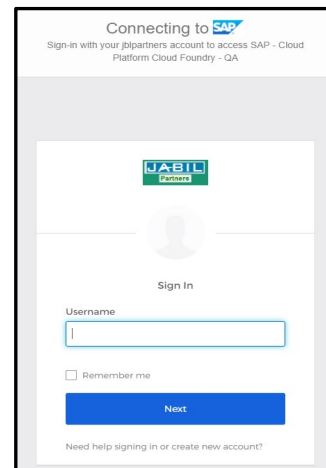 Connecting to SAP
Sign-in with your jblpartners account to access SAP - Cloud
Platform Cloud Foundry - QA
JABIL
Partners
Sign In
Username
Remember me
Next
Need help signing in or create new account?